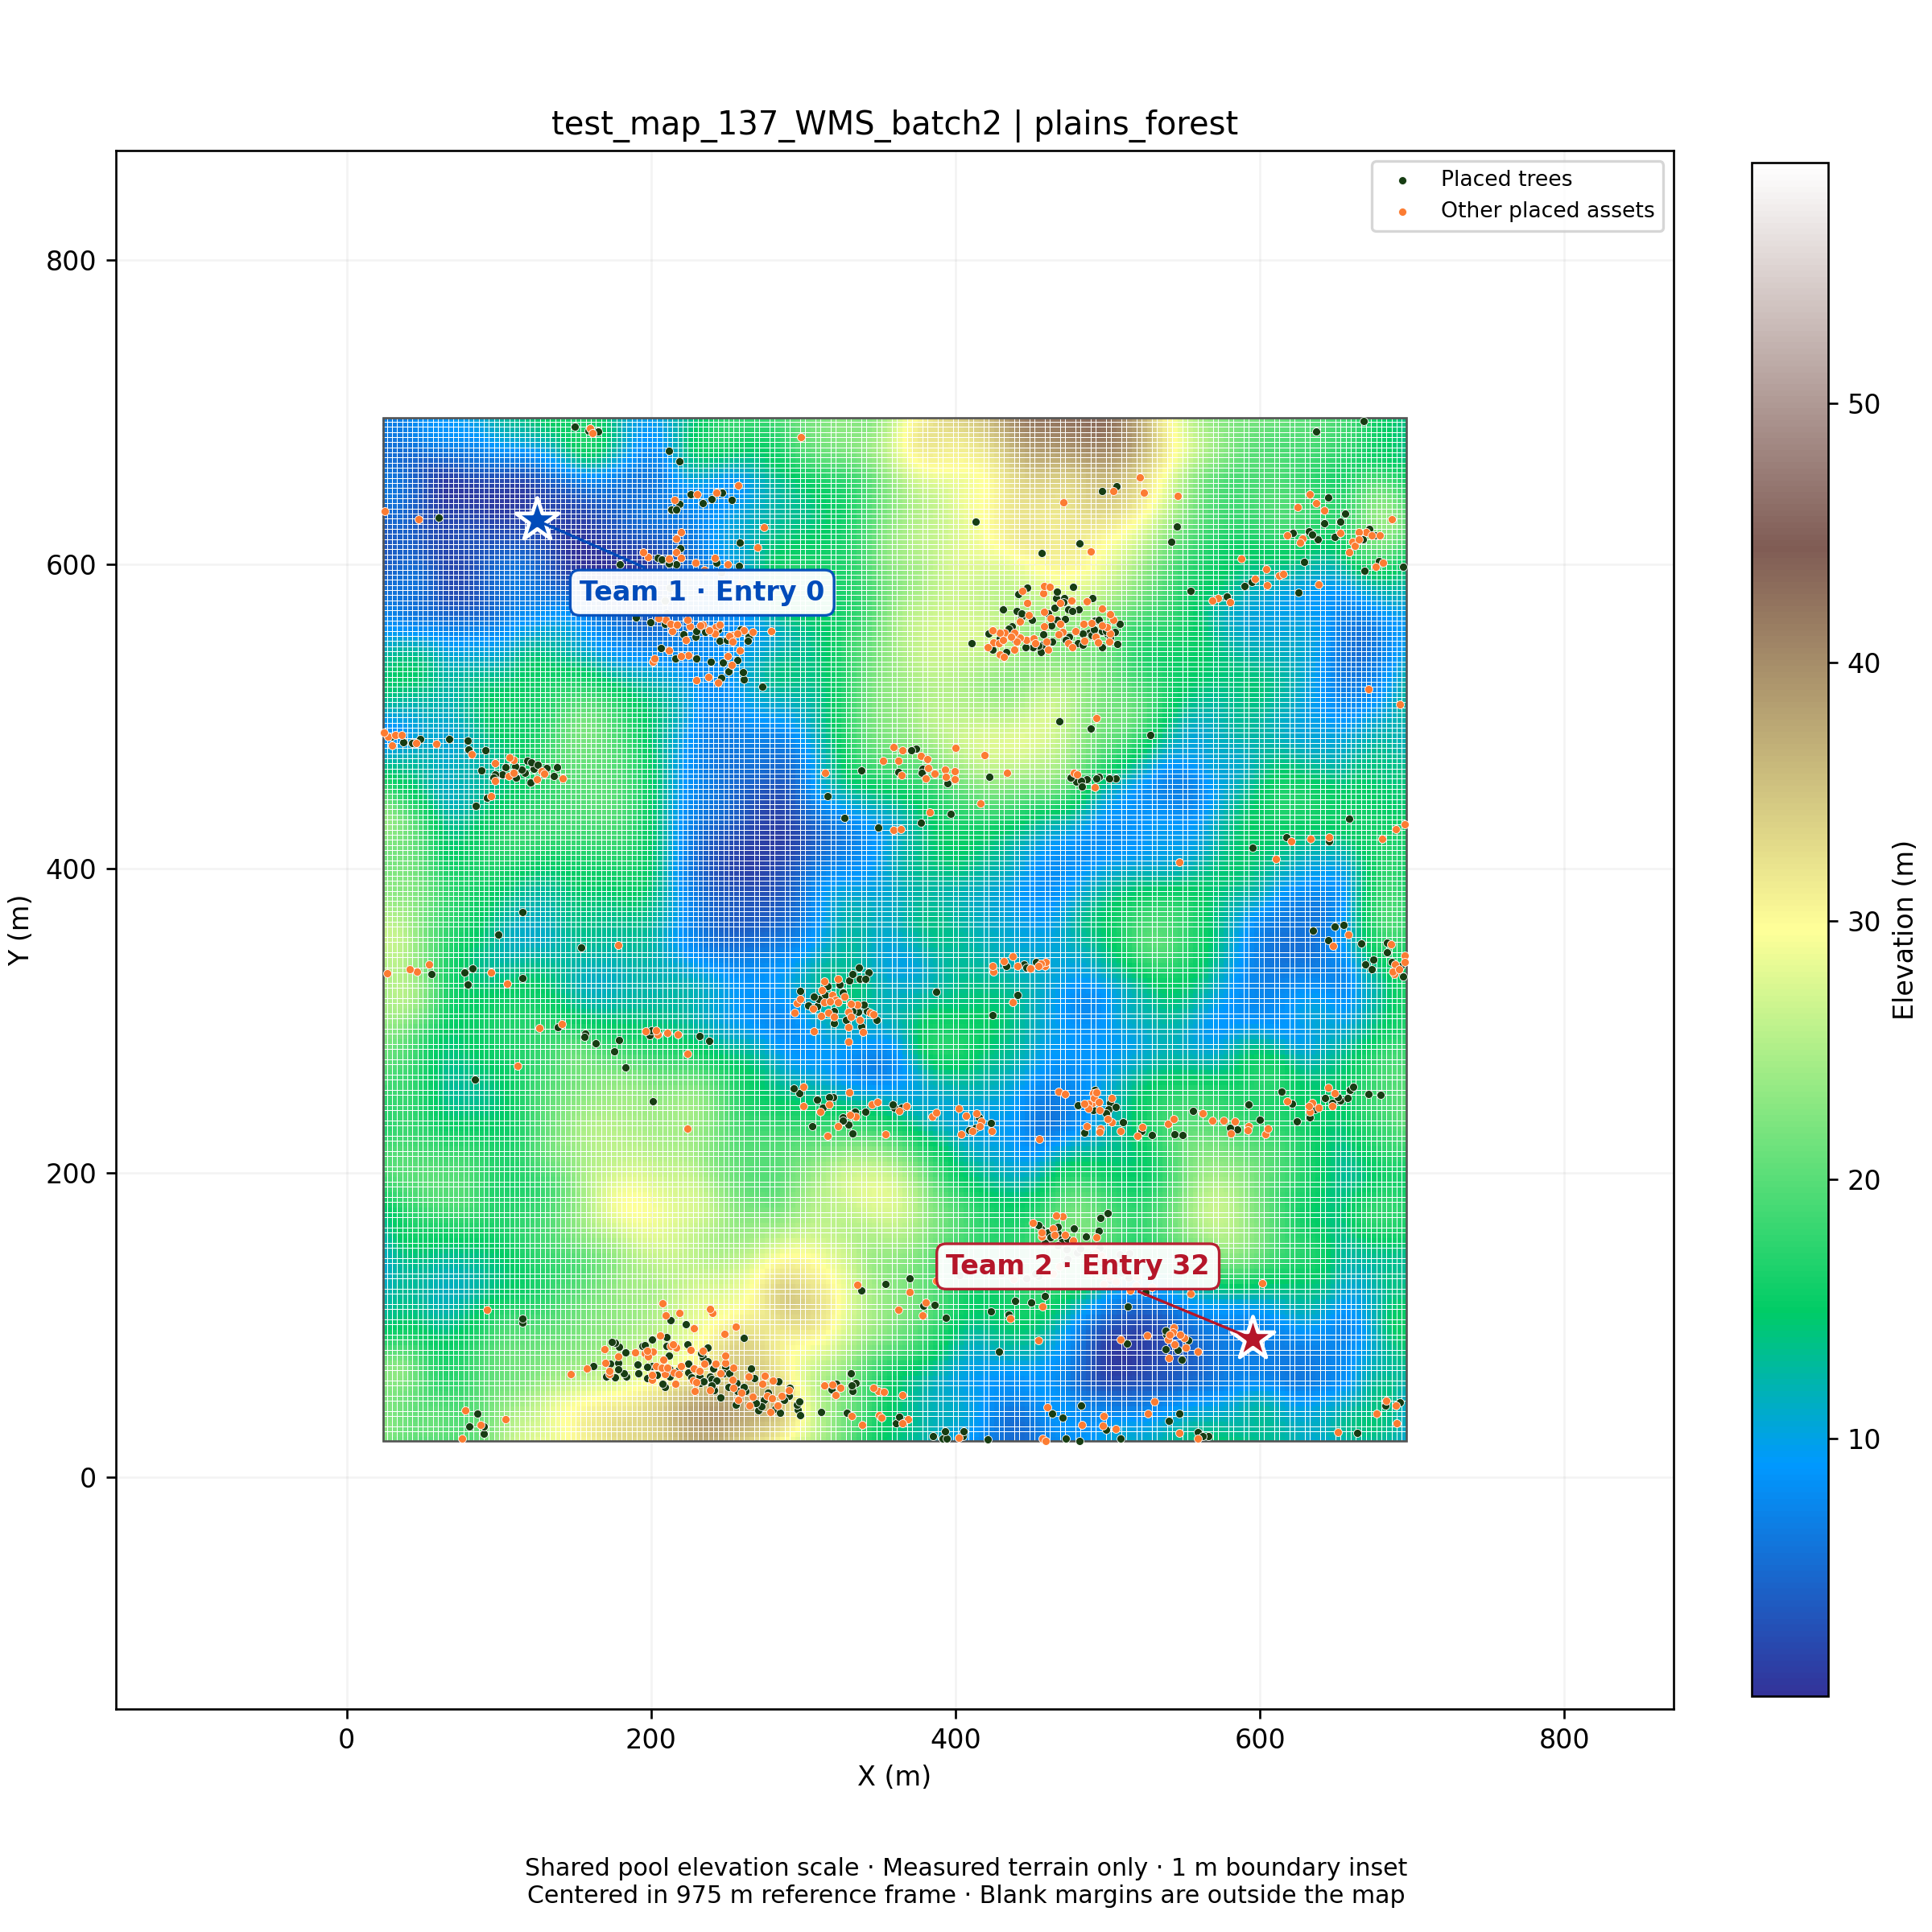 test_map_137_WMS_batch2 | plains_forest
Placed trees
Other placed assets
800
600
400
200
0
Y (m)
Team 1 · Entry 0
Team 2 · Entry 32
0
200
400
600
800
X (m)
50
40
30
20
10
Elevation (m)
Shared pool elevation scale · Measured terrain only · 1 m boundary inset
Centered in 975 m reference frame · Blank margins are outside the map